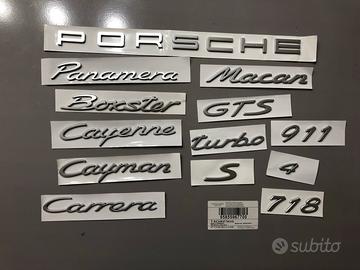 PORSCHE
Panamera
Macan
Boxster
GTS
Cayenne
turbo
911
Cayman
S
4
Carrera
718
subito